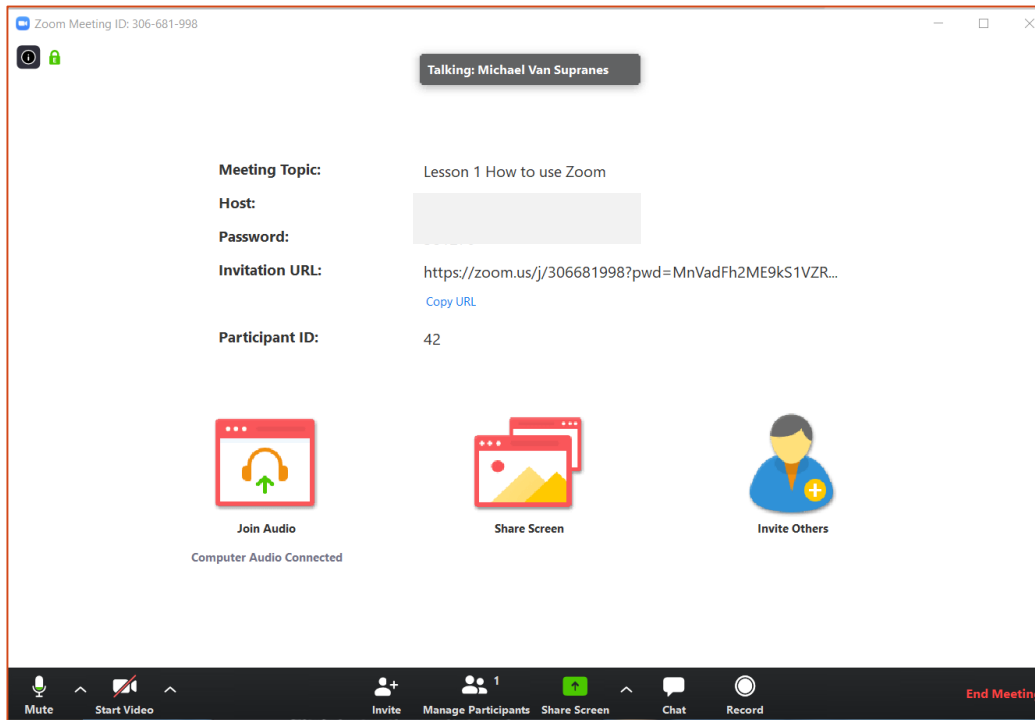 Zoom Meeting ID: 306-681-998
Talking: Michael Van Supranes
Meeting Topic: Lesson 1 How to use Zoom
Host:
Password:
Invitation URL: https://zoom.us/j/306681998?pwd=MnVadFh2ME9kS1VZR...
Copy URL
Participant ID: 42
Join Audio Share Screen Invite Others
Computer Audio Connected
1
Mute Start Video Invite Manage Participants Share Screen Chat Record End Meeting